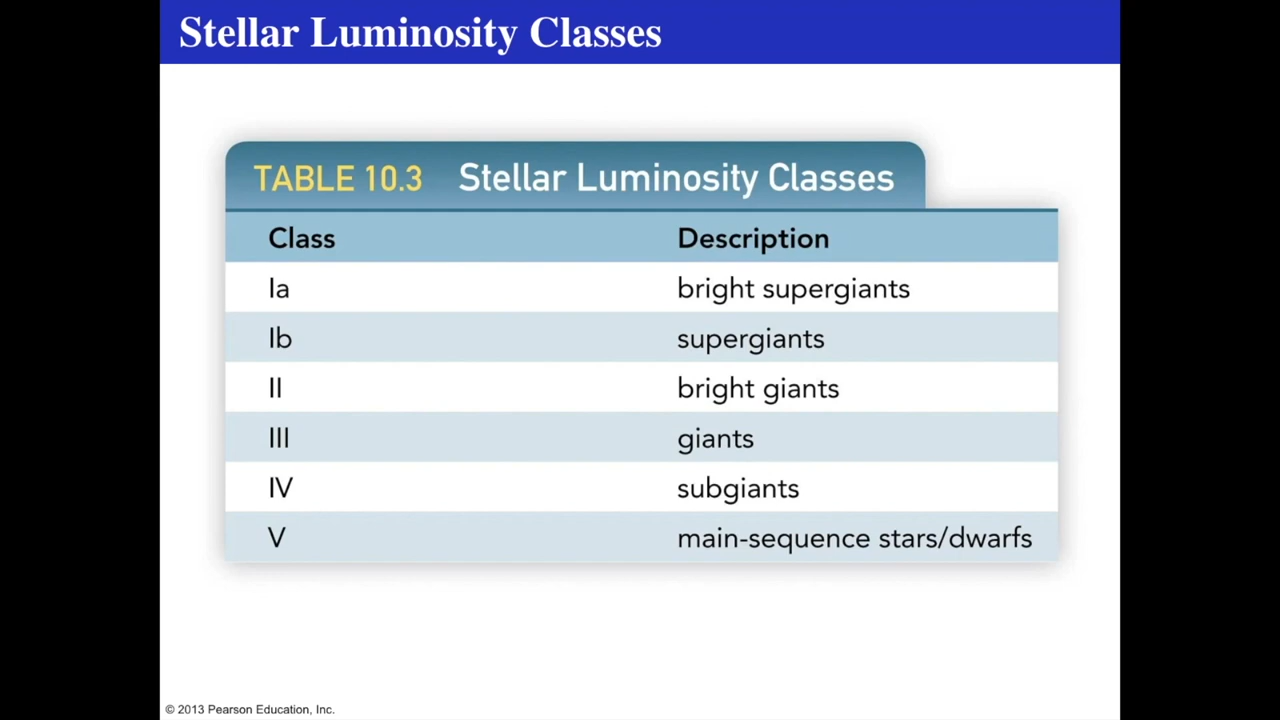 Stellar Luminosity Classes
TABLE 10.3 Stellar Luminosity Classes
Class Description
Ia bright supergiants
Ib supergiants
II bright giants
III giants
IV subgiants
V main-sequence stars/dwarfs
© 2013 Pearson Education, Inc.